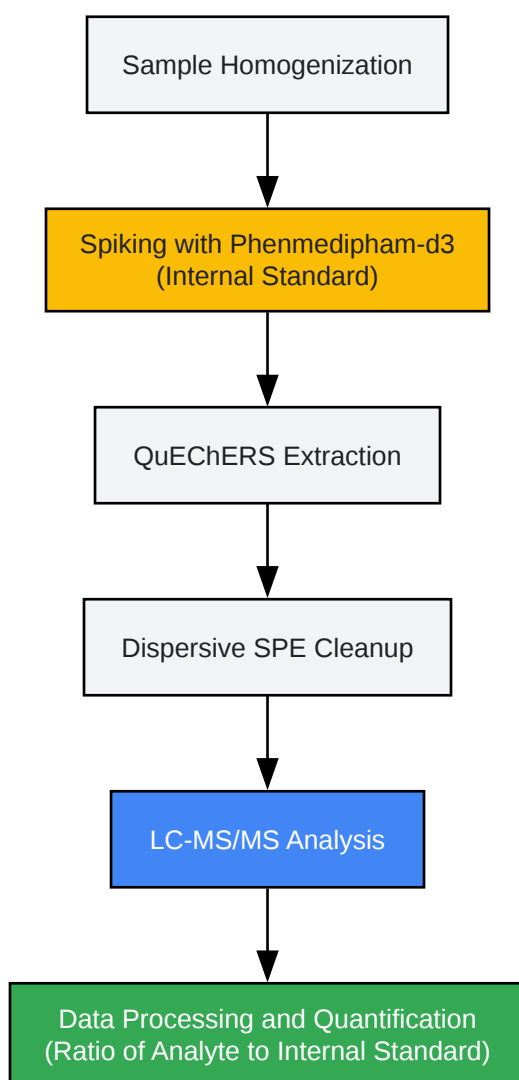 Sample Homogenization
Spiking with Phenmedipham-d3
(Internal Standard)
QuEChERS Extraction
Dispersive SPE Cleanup
LC-MS/MS Analysis
Data Processing and Quantification
(Ratio of Analyte to Internal Standard)